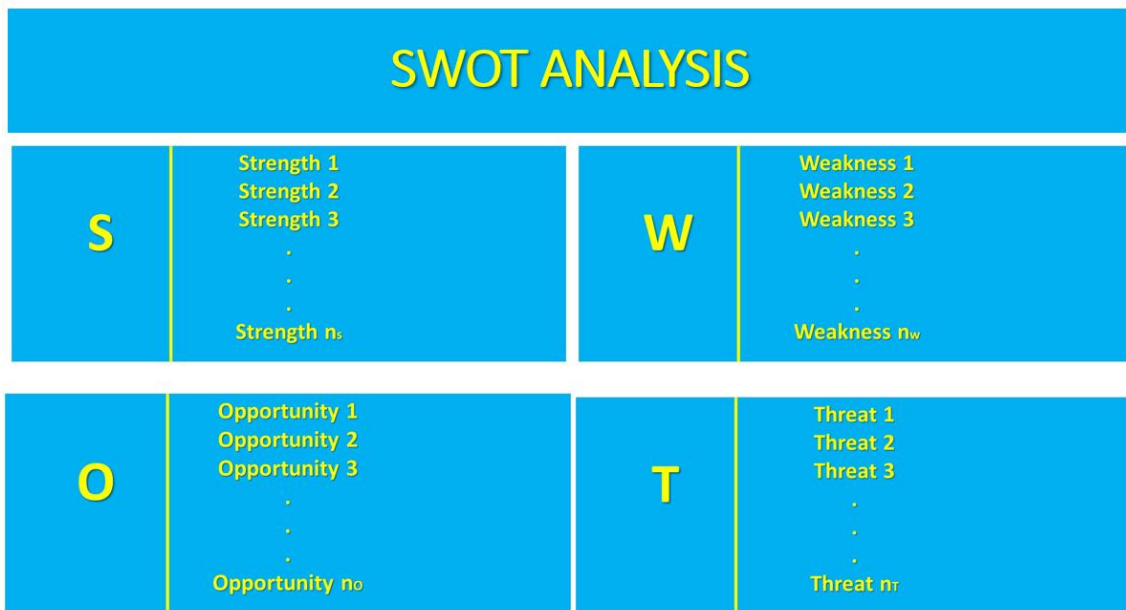 SWOT ANALYSIS
S
Strength 1
Strength 2
Strength 3
.
.
.
Strength nₛ
W
Weakness 1
Weakness 2
Weakness 3
.
.
.
Weakness nw
O
Opportunity 1
Opportunity 2
Opportunity 3
.
.
.
Opportunity nO
T
Threat 1
Threat 2
Threat 3
.
.
.
Threat nT